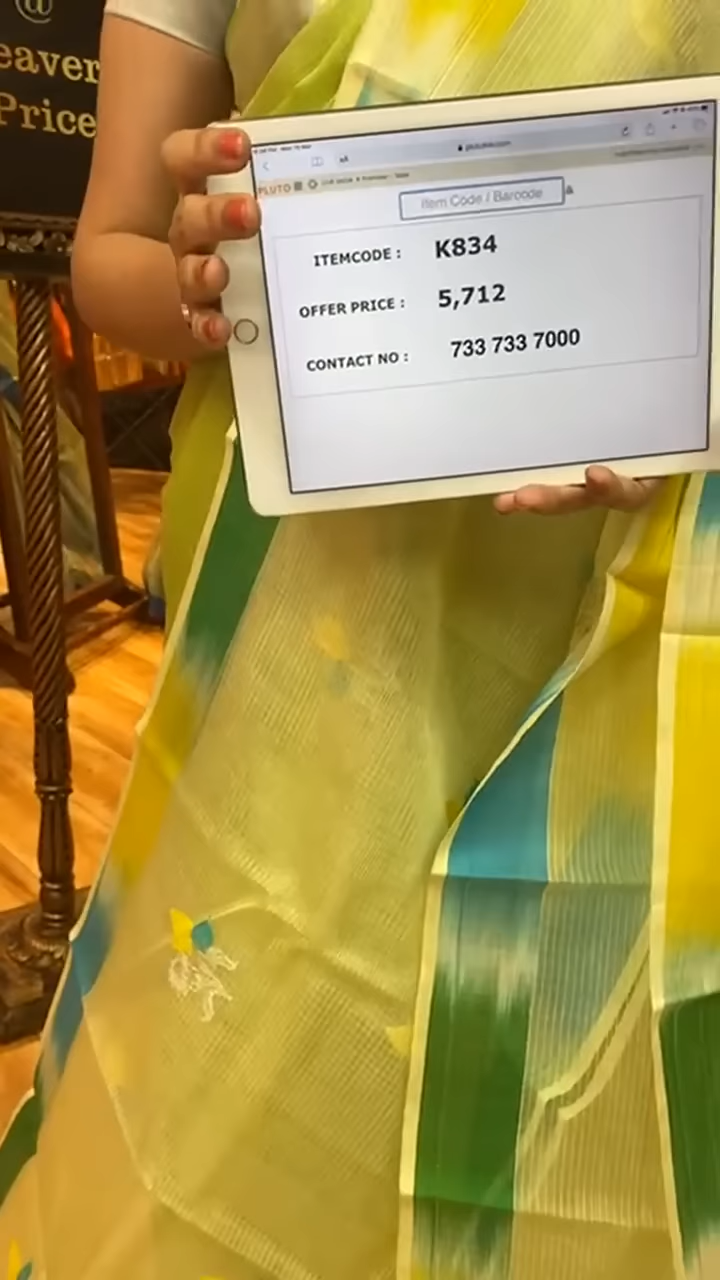 @
eaver
Price
PLUTO
Item Code / Barcode
ITEMCODE : K834
OFFER PRICE : 5,712
CONTACT NO : 733 733 7000